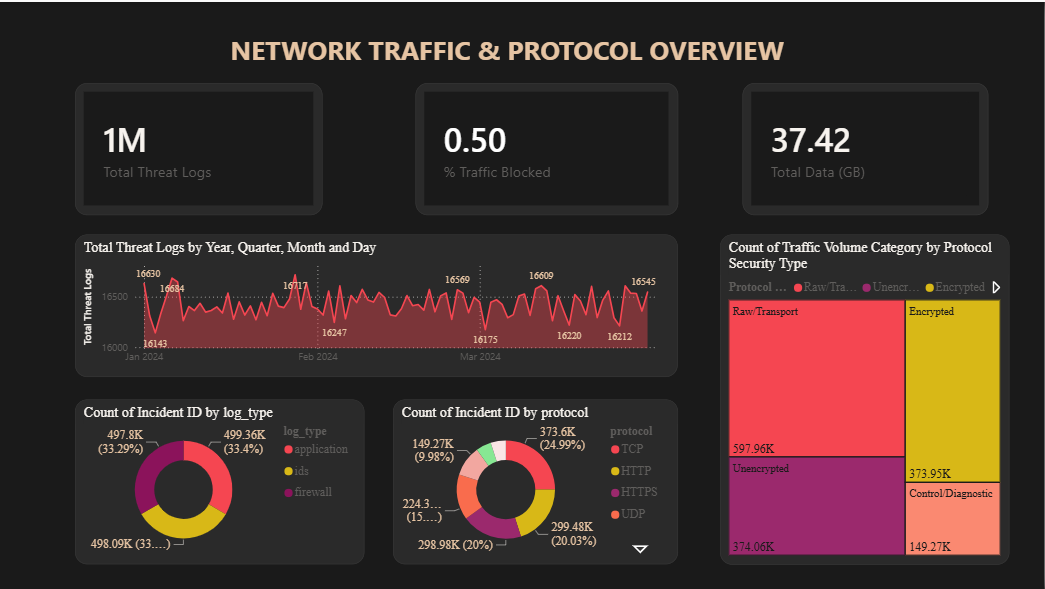 NETWORK TRAFFIC & PROTOCOL OVERVIEW
1M
Total Threat Logs
0.50
% Traffic Blocked
37.42
Total Data (GB)
Total Threat Logs by Year, Quarter, Month and Day
Total Threat Logs
16500
16000
16630
16684
16143
16717
16247
16569
16175
16609
16220
16212
16545
Jan 2024
Feb 2024
Mar 2024
Count of Traffic Volume Category by Protocol
Security Type
Protocol ...
Raw/Tra...
Unencr...
Encrypted
Raw/Transport
597.96K
Encrypted
373.95K
Unencrypted
374.06K
Control/Diagnostic
149.27K
Count of Incident ID by log_type
497.8K
(33.29%)
499.36K
(33.4%)
498.09K (33....)
log_type
application
ids
firewall
Count of Incident ID by protocol
373.6K
(24.99%)
149.27K
(9.98%)
224.3...
(15....)
298.98K (20%)
299.48K
(20.03%)
protocol
TCP
HTTP
HTTPS
UDP